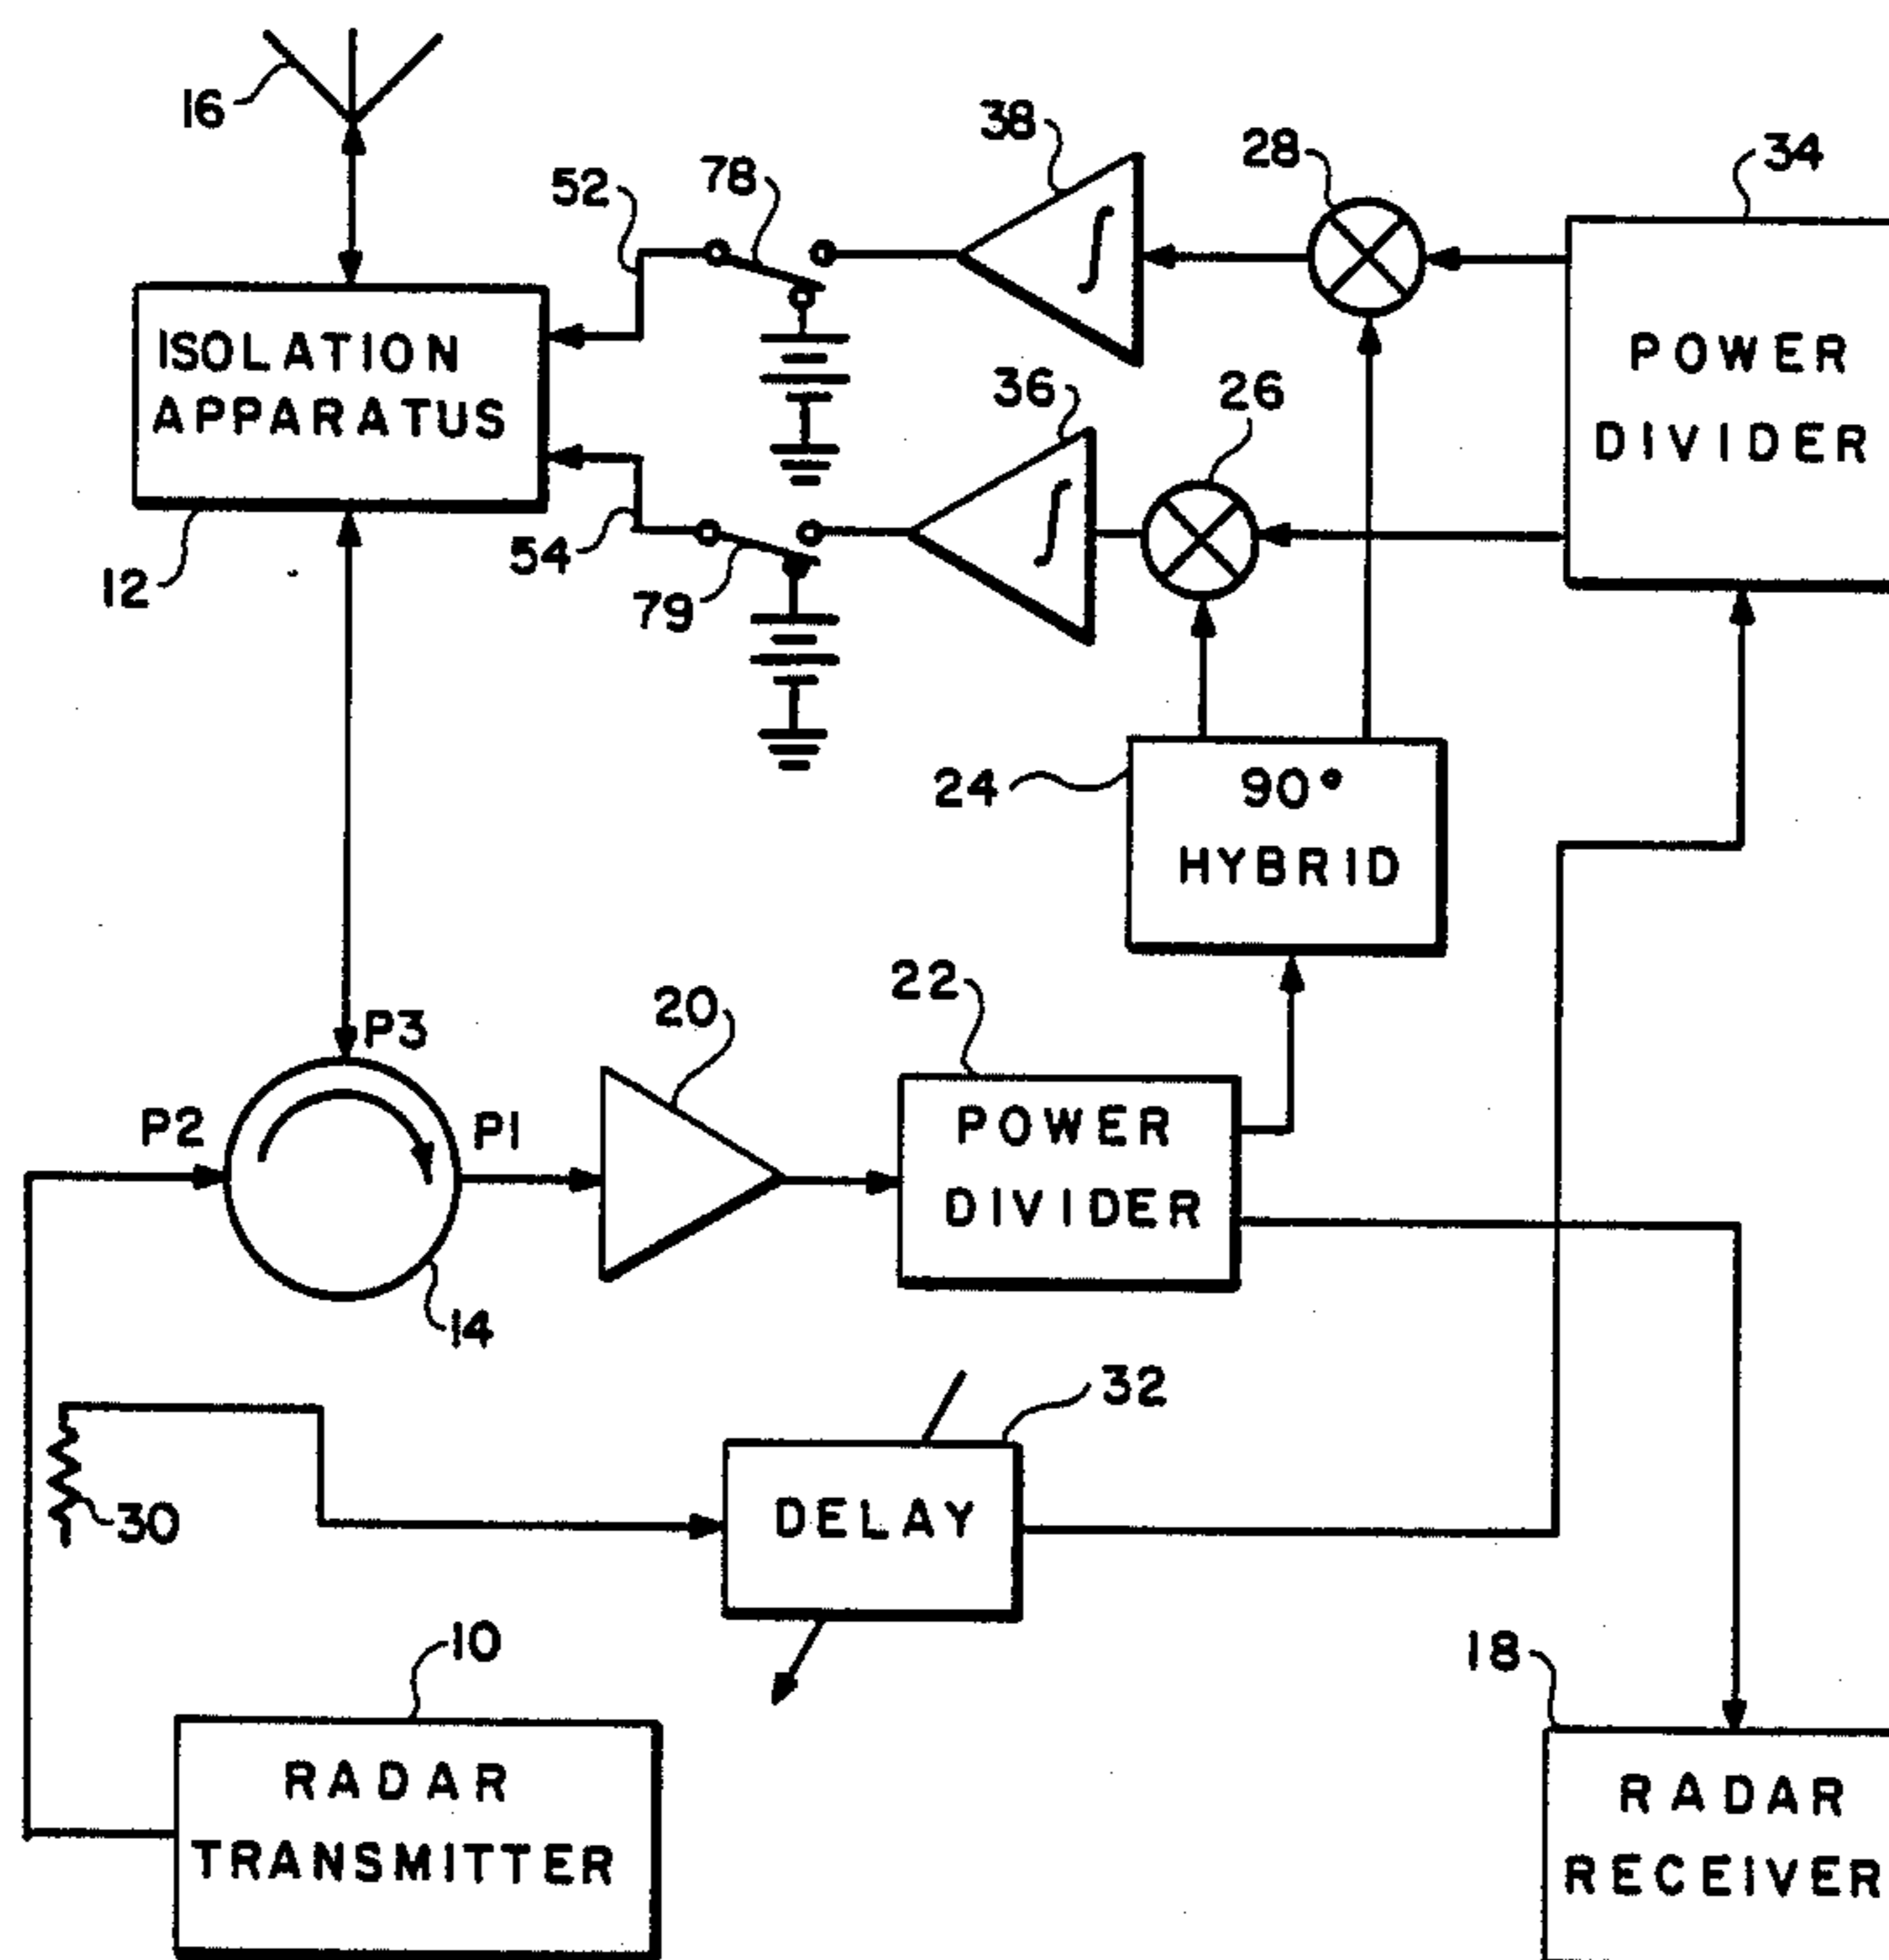 16
38
28
34
52
78
ISOLATION
APPARATUS
POWER
DIVIDER
36
26
12
54
79
24
90°
HYBRID
22
20
P3
P2
P1
POWER
DIVIDER
14
32
30
DELAY
10
18
RADAR
TRANSMITTER
RADAR
RECEIVER